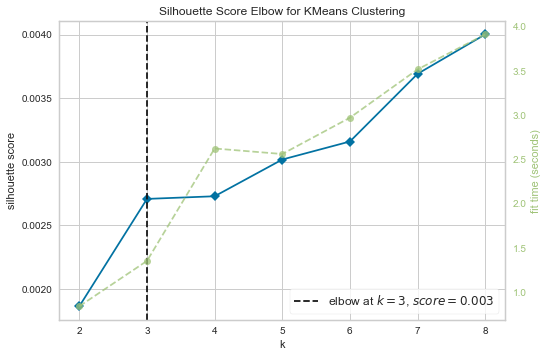 Silhouette Score Elbow for KMeans Clustering
0.0040
0.0035
0.0030
0.0025
0.0020
silhouette score
4.0
3.5
3.0
2.5
2.0
1.5
1.0
fit time (seconds)
elbow at k = 3, score = 0.003
2 3 4 5 6 7 8
k